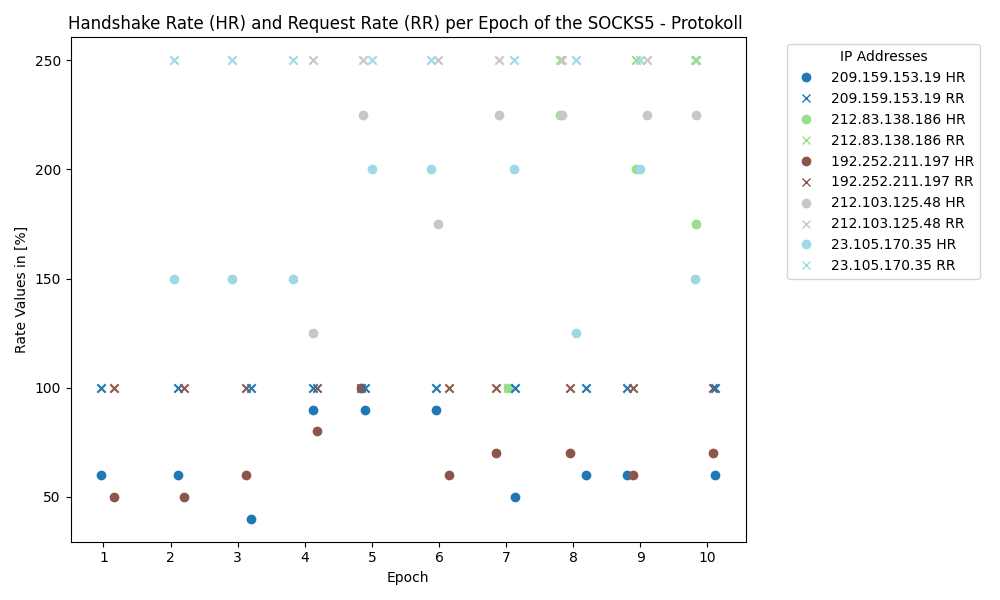 Handshake Rate (HR) and Request Rate (RR) per Epoch of the SOCKS5 - Protokoll
250
200
150
100
50
Rate Values in [%]
1 2 3 4 5 6 7 8 9 10
Epoch
IP Addresses
209.159.153.19 HR
209.159.153.19 RR
212.83.138.186 HR
212.83.138.186 RR
192.252.211.197 HR
192.252.211.197 RR
212.103.125.48 HR
212.103.125.48 RR
23.105.170.35 HR
23.105.170.35 RR